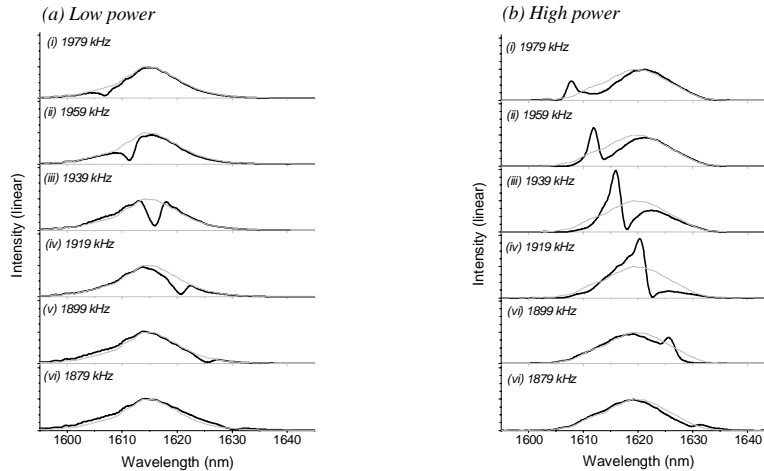 (a) Low power
(i) 1979 kHz
(ii) 1959 kHz
(iii) 1939 kHz
(iv) 1919 kHz
(v) 1899 kHz
(vi) 1879 kHz
Intensity (linear)
1600 1610 1620 1630 1640
Wavelength (nm)
(b) High power
(i) 1979 kHz
(ii) 1959 kHz
(iii) 1939 kHz
(iv) 1919 kHz
(vi) 1899 kHz
(vi) 1879 kHz
Intensity (linear)
1600 1610 1620 1630 1640
Wavelength (nm)